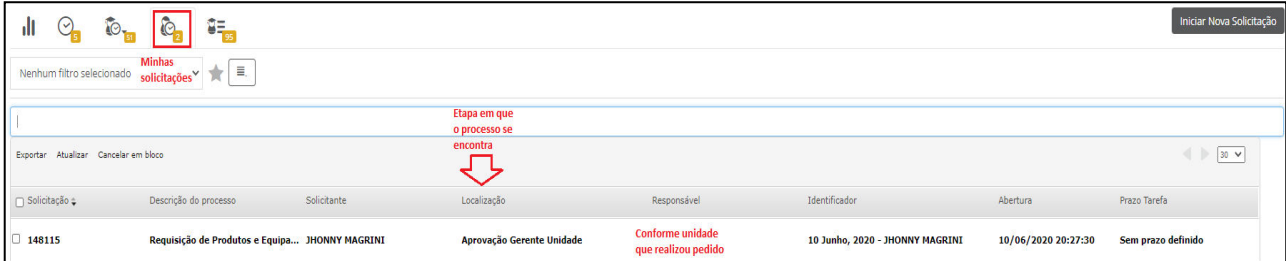 5 51 2 95 Iniciar Nova Solicitação
Nenhum filtro selecionado
Minhas
solicitações
Etapa em que
o processo se
encontra
Exportar Atualizar Cancelar em bloco 30
Solicitação Descrição do processo Solicitante Localização Responsável Identificador Abertura Prazo Tarefa
148115 Requisição de Produtos e Equipa... JHONNY MAGRINI Aprovação Gerente Unidade Conforme unidade 10 Junho, 2020 - JHONNY MAGRINI 10/06/2020 20:27:30 Sem prazo definido
que realizou pedido